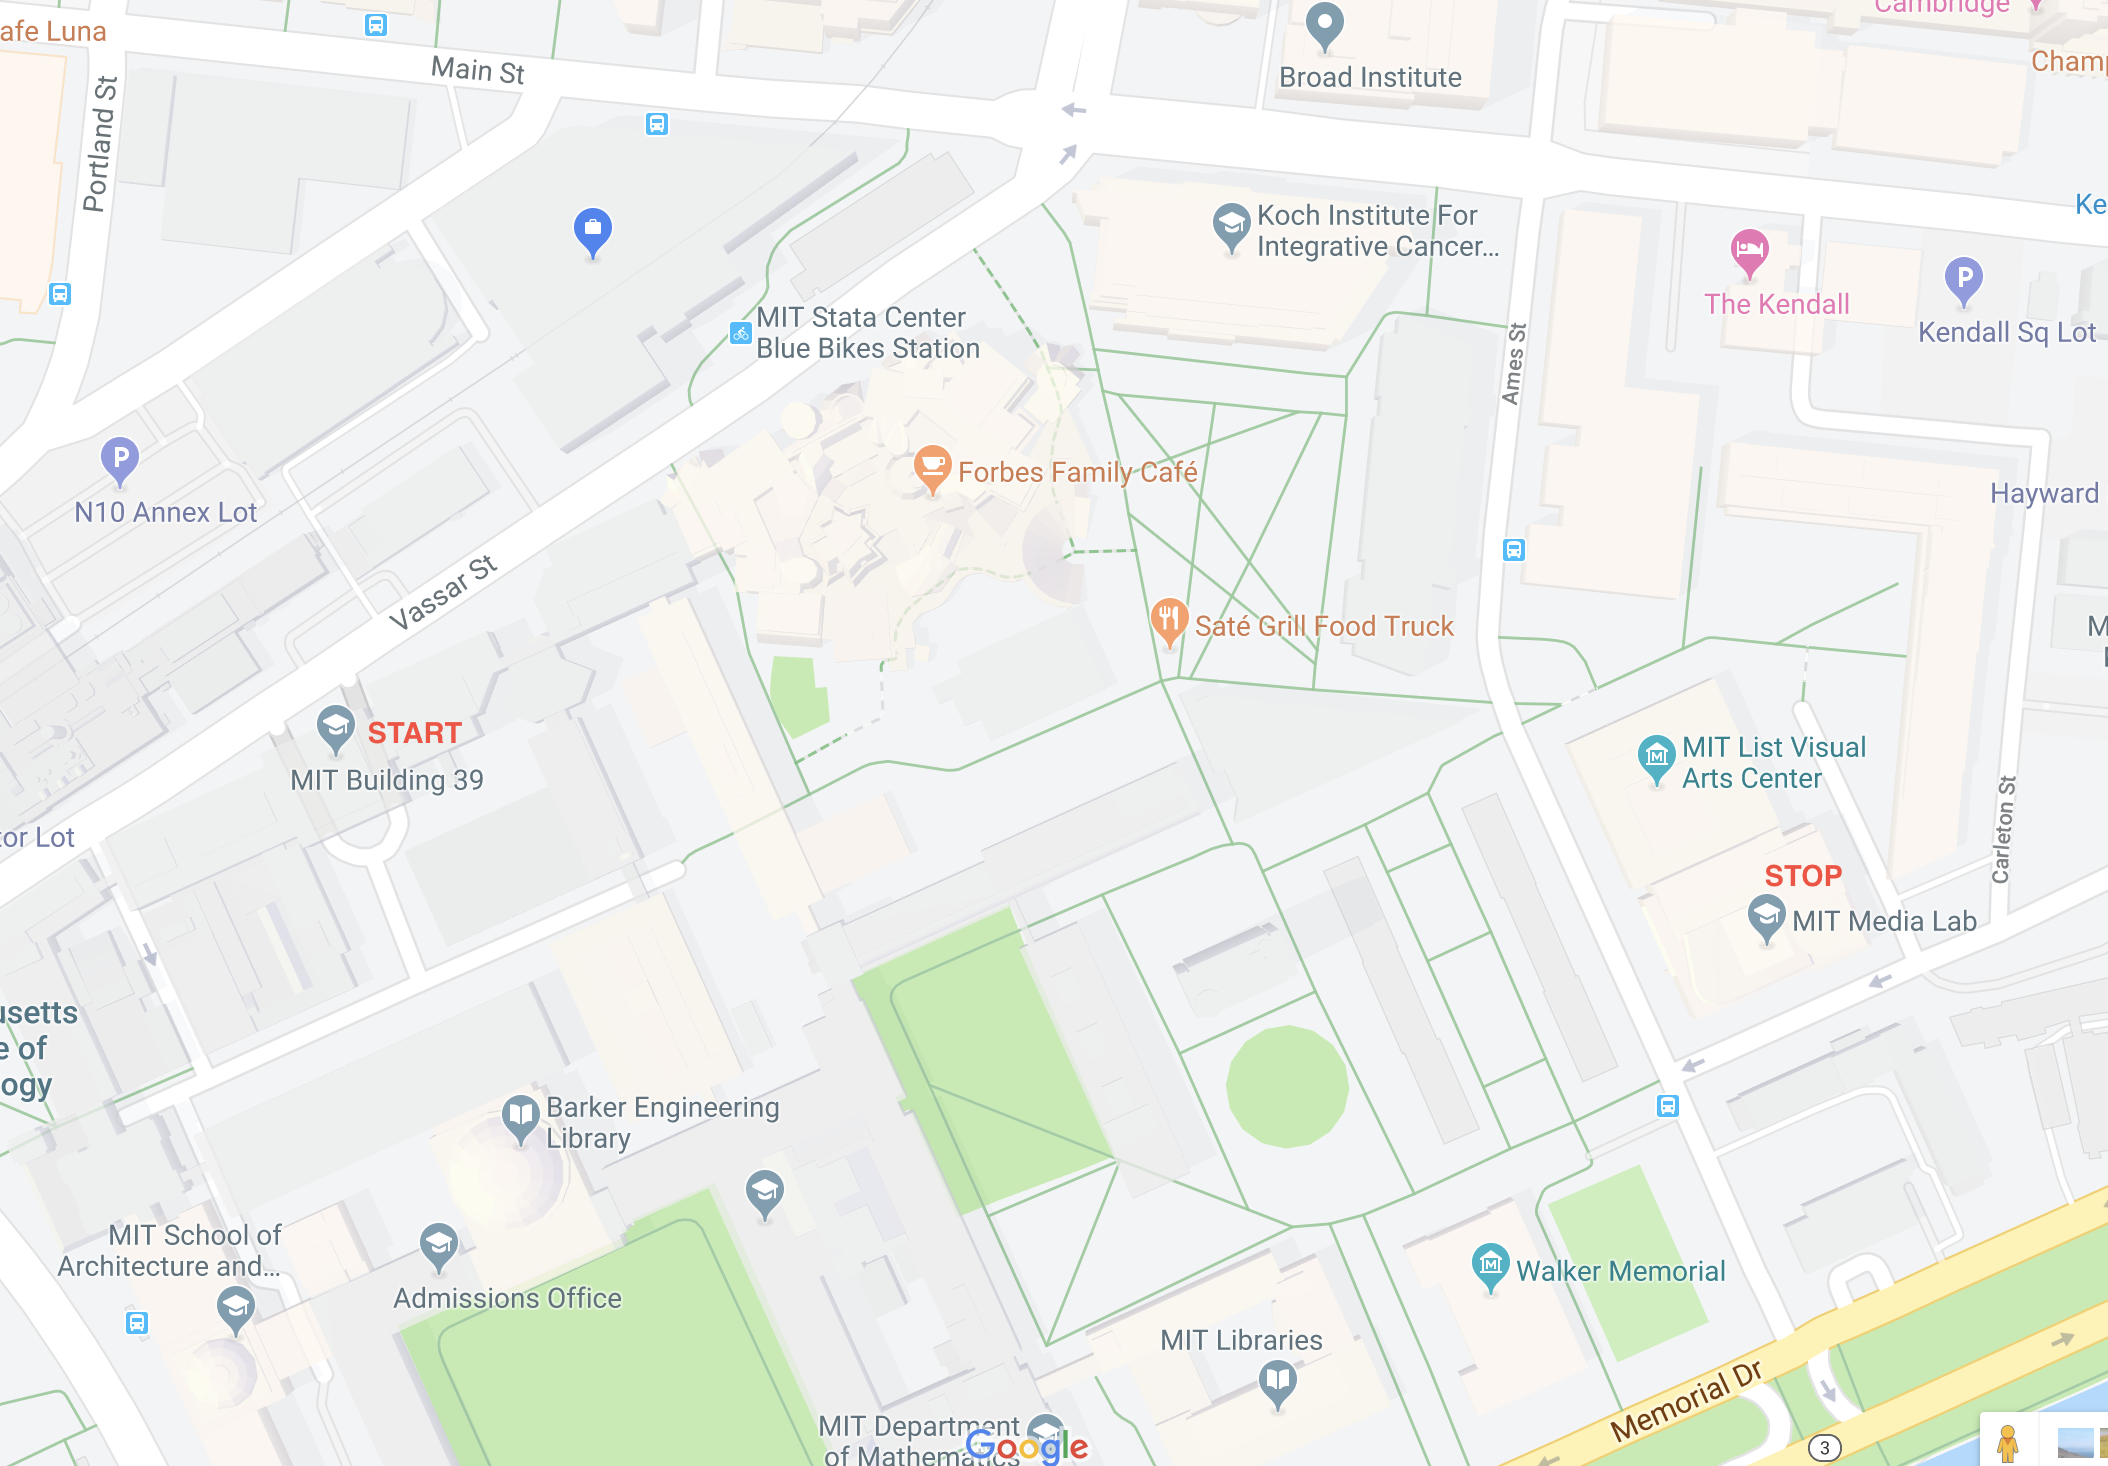 Cambridge
afe Luna
Cham
Main St
Broad Institute
Portland St
Ke
Koch Institute For
Integrative Cancer...
The Kendall
MIT Stata Center
Blue Bikes Station
Kendall Sq Lot
Ames St
P
P
Forbes Family Café
Hayward
N10 Annex Lot
Vassar St
Saté Grill Food Truck
M
START
MIT Building 39
MIT List Visual
Arts Center
Carleton St
tor Lot
STOP
MIT Media Lab
usetts
e of
ogy
Barker Engineering
Library
MIT School of
Architecture and...
Admissions Office
Walker Memorial
MIT Libraries
Memorial Dr
MIT Department
of Mathematics
Google
3